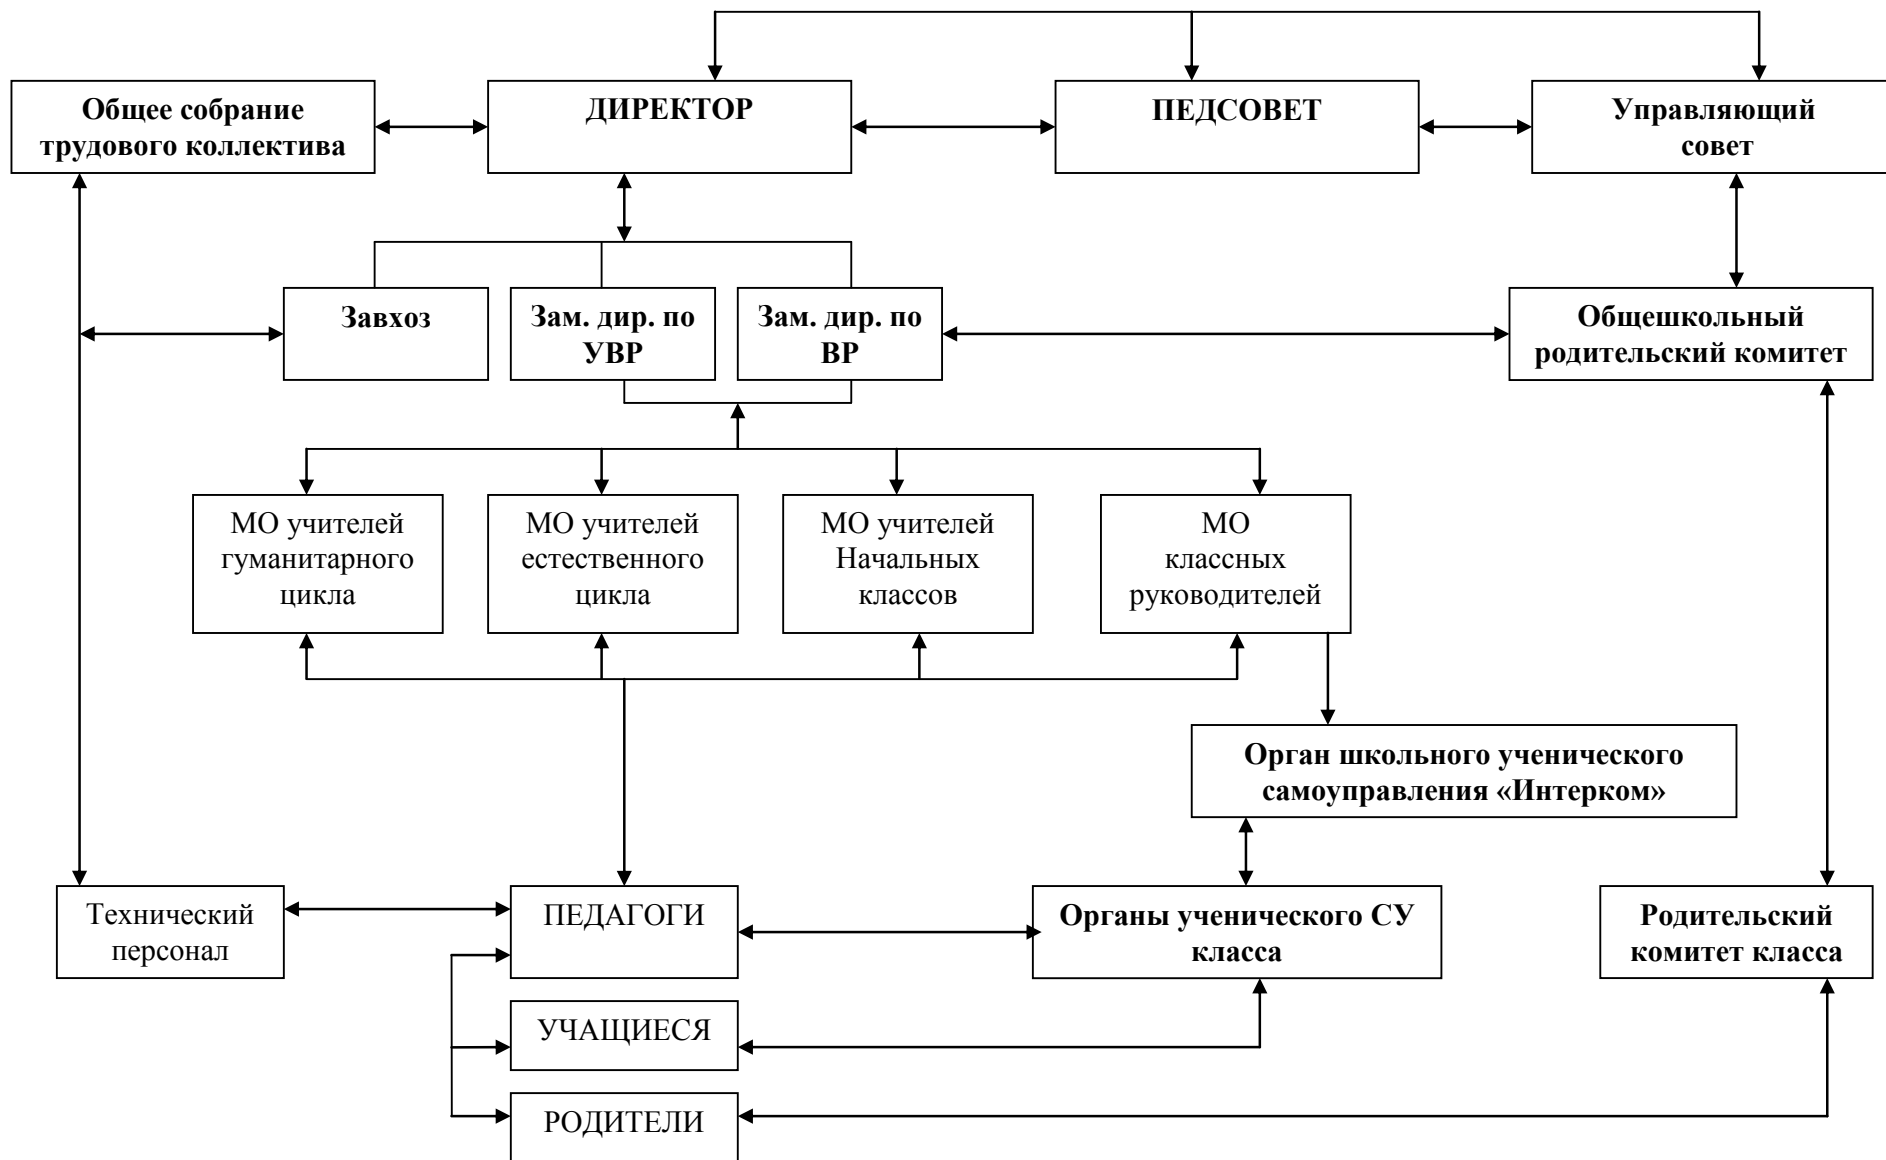 Общее собрание
трудового коллектива
ДИРЕКТОР
ПЕДСОВЕТ
Управляющий
совет
Завхоз
Зам. дир. по
УВР
Зам. дир. по
ВР
Общешкольный
родительский комитет
МО учителей
гуманитарного
цикла
МО учителей
естественного
цикла
МО учителей
Начальных
классов
МО
классных
руководителей
Орган школьного ученического
самоуправления «Интерком»
Технический
персонал
ПЕДАГОГИ
Органы ученического СУ
класса
Родительский
комитет класса
УЧАЩИЕСЯ
РОДИТЕЛИ